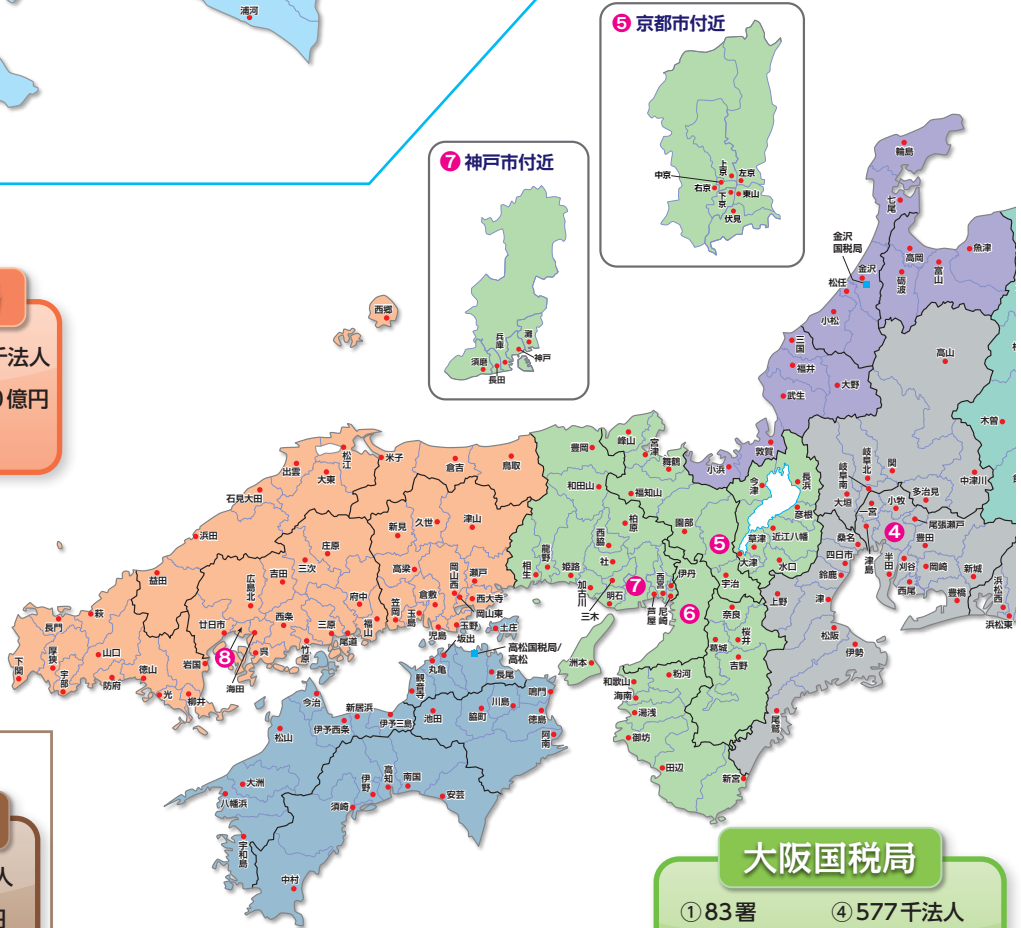 浦河
❺ 京都市付近
上京
左京
中京
右京
下京
東山
伏見
❼ 神戸市付近
兵庫
灘
須磨
神戸
長田
輪島
七尾
金沢
国税局
金沢
松任
小松
高岡
砺波
富山
魚津
三国
福井
大野
武生
敦賀
小浜
高山
木曽
千法人
億円
西郷
松江
出雲
大東
石見大田
浜田
益田
米子
倉吉
鳥取
新見
久世
津山
高梁
岡山西
瀬戸
西大寺
岡山東
笠岡
倉敷
玉島
児島
玉野
庄原
三次
吉田
広島北
府中
西条
三原
尾道
福山
廿日市
❽
呉
竹原
海田
萩
長門
下関
厚狭
宇部
山口
防府
徳山
光
岩国
柳井
豊岡
峰山
宮津
舞鶴
和田山
福知山
柏原
西脇
園部
龍野
相生
姫路
社
加古川
三木
明石
❼
西宮
芦屋
尼崎
伊丹
洲本
❺
宇治
❻
今津
長浜
彦根
近江八幡
草津
大津
水口
奈良
桜井
葛城
吉野
和歌山
海南
粉河
湯浅
御坊
田辺
新宮
岐阜北
岐阜南
関
大垣
中津川
多治見
一宮
小牧
尾張瀬戸
❹
津島
豊田
半田
刈谷
岡崎
西尾
新城
豊橋
浜松西
浜松東
桑名
四日市
鈴鹿
上野
津
松阪
伊勢
尾鷲
土庄
坂出
高松国税局/
高松
丸亀
観音寺
長尾
鳴門
池田
脇町
川島
徳島
阿南
今治
新居浜
伊予西条
伊予三島
松山
大洲
八幡浜
宇和島
伊野
高知
南国
安芸
須崎
中村
人
円
大阪国税局
①83署
④577千法人